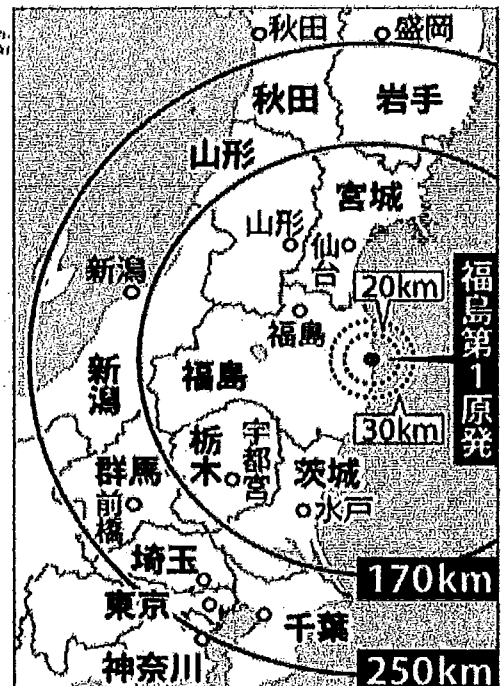 秋田
盛岡
秋田
岩手
山形
宮城
山形
仙台
新潟
20km
福島第1原発
福島
新潟
福島
30km
栃木
宇都宮
茨城
群馬
前橋
水戸
埼玉
170km
東京
千葉
神奈川
250km